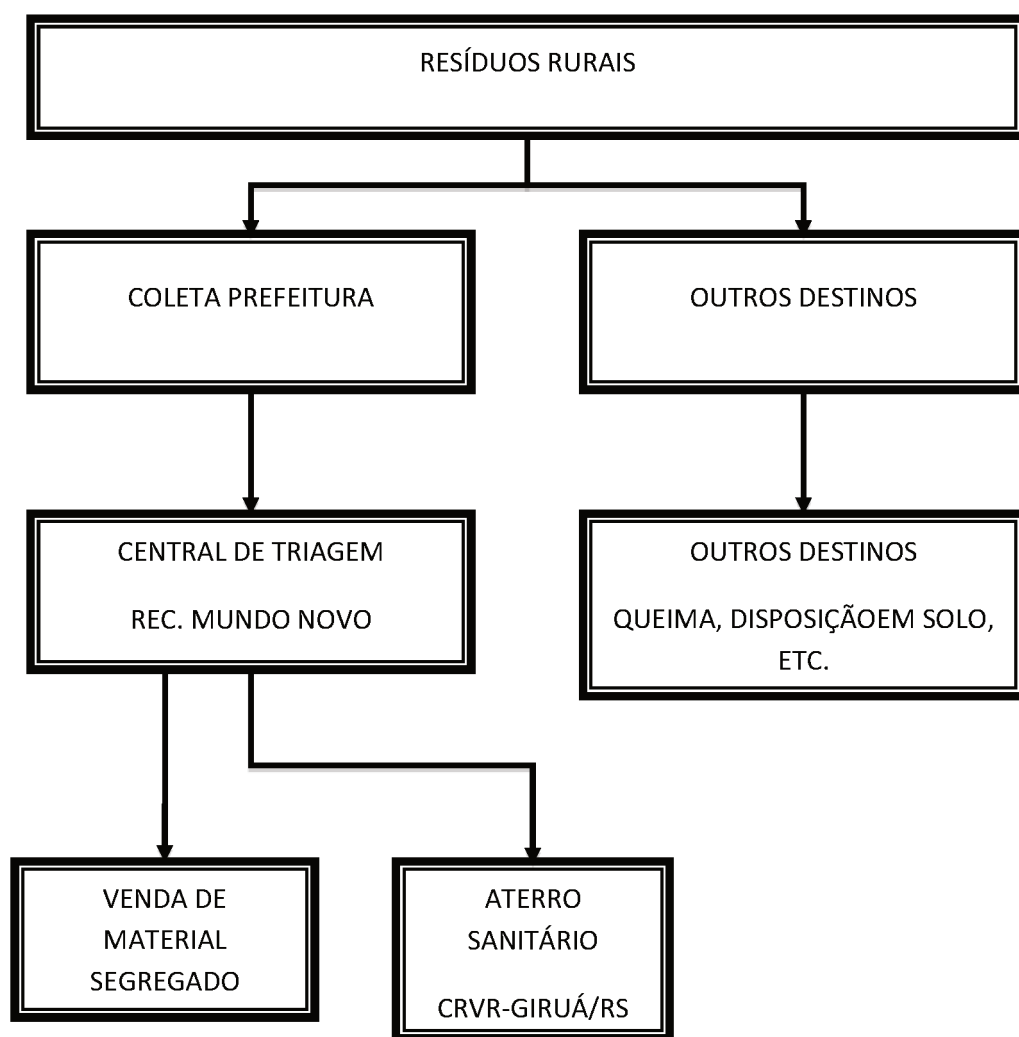 RESÍDUOS RURAIS
COLETA PREFEITURA
OUTROS DESTINOS
CENTRAL DE TRIAGEM
REC. MUNDO NOVO
OUTROS DESTINOS
QUEIMA, DISPOSIÇÃOEM SOLO,
ETC.
VENDA DE
MATERIAL
SEGREGADO
ATERRO
SANITÁRIO
CRVR-GIRUÁ/RS